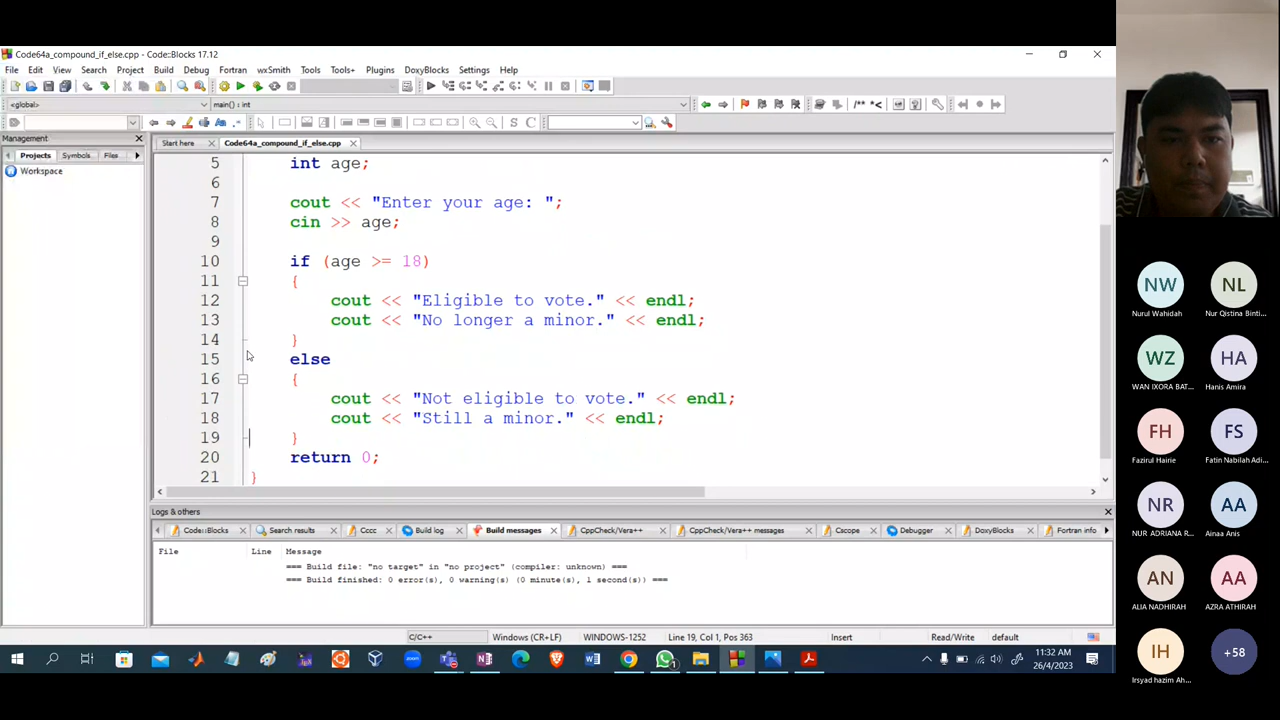 Code64a_compound_if_else.cpp - Code::Blocks 17.12
File Edit View Search Project Build Debug Fortran wxSmith Tools Tools+ Plugins DoxyBlocks Settings Help
<global> main() : int
/** *<
S C
Management
Projects Symbols Files
Workspace
Start here Code64a_compound_if_else.cpp
5 int age;
6
7 cout << "Enter your age: ";
8 cin >> age;
9
10 if (age >= 18)
11 {
12 cout << "Eligible to vote." << endl;
13 cout << "No longer a minor." << endl;
14 }
15 else
16 {
17 cout << "Not eligible to vote." << endl;
18 cout << "Still a minor." << endl;
19 }
20 return 0;
21 }
Logs & others
Code::Blocks Search results Cccc Build log Build messages CppCheck/Vera++ CppCheck/Vera++ messages Cscope Debugger DoxyBlocks Fortran info
File Line Message
=== Build file: "no target" in "no project" (compiler: unknown) ===
=== Build finished: 0 error(s), 0 warning(s) (0 minute(s), 1 second(s)) ===
C/C++ Windows (CR+LF) WINDOWS-1252 Line 19, Col 1, Pos 363 Insert Read/Write default
11:32 AM
26/4/2023
NW NL
Nurul Wahidah Nur Qistina Binti...
WZ HA
WAN IXORA BAT... Hanis Amira
FH FS
Fazirul Hairie Fatin Nabilah Adi...
NR AA
NUR ADRIANA R... Ainaa Anis
AN AA
ALIA NADHIRAH AZRA ATHIRAH
IH +58
Irsyad hazim Ah...